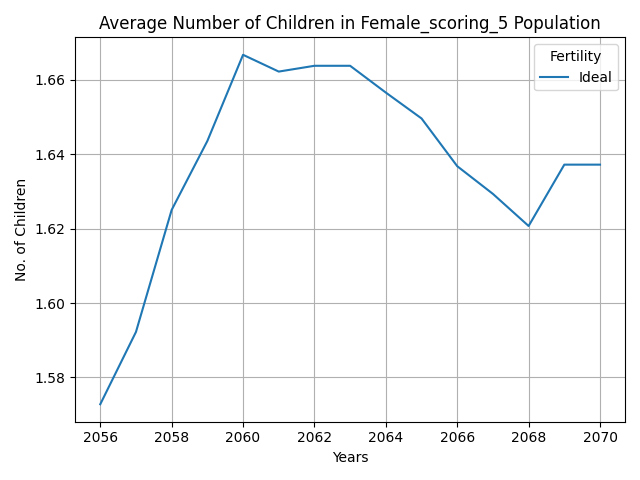 Average Number of Children in Female_scoring_5 Population
Fertility
Ideal
No. of Children
1.66
1.64
1.62
1.60
1.58
2056 2058 2060 2062 2064 2066 2068 2070
Years